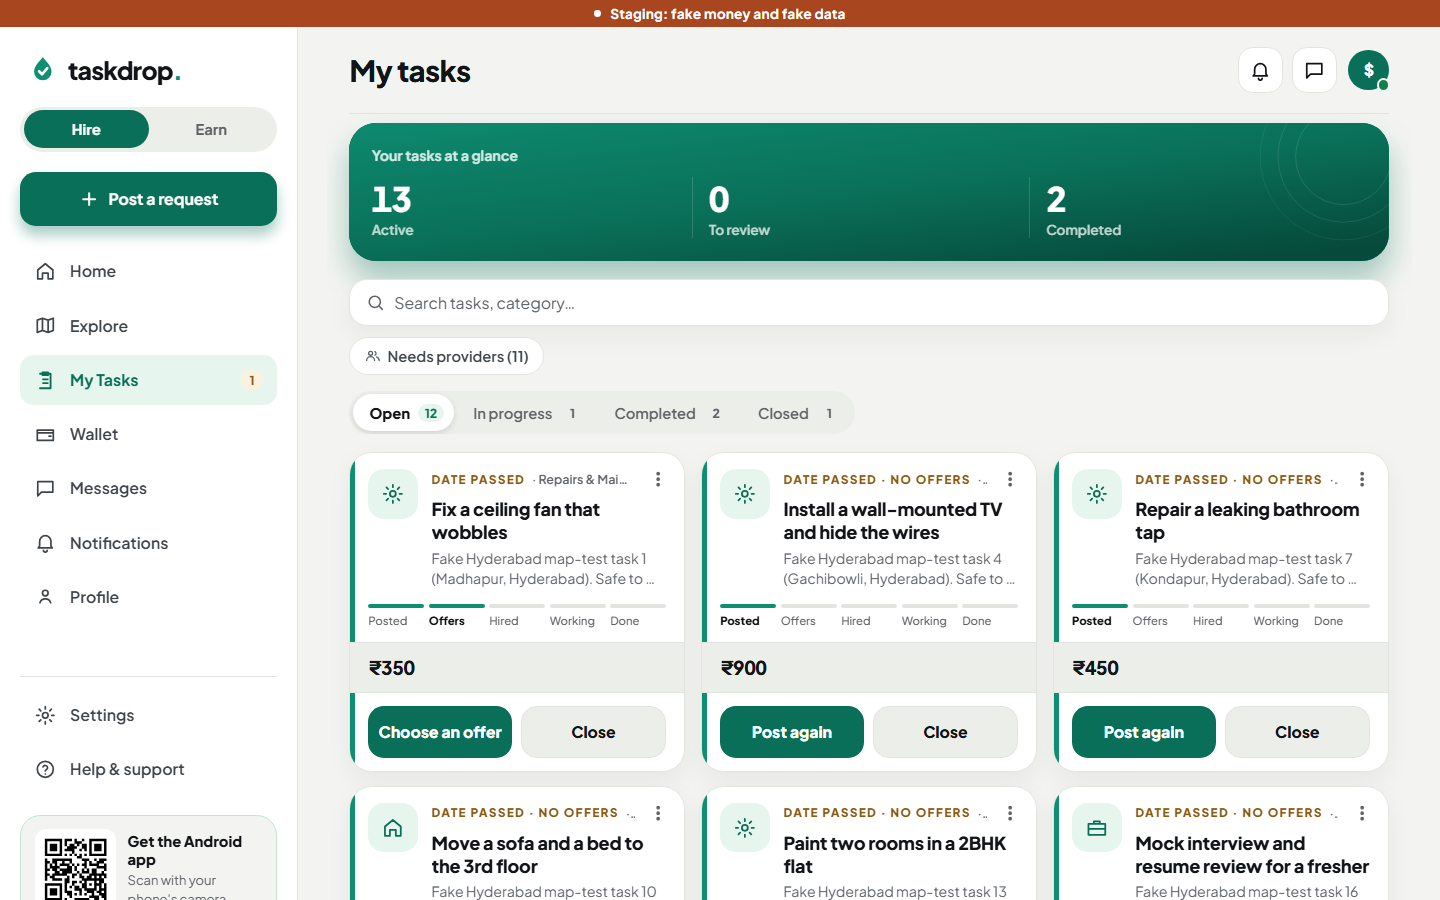 Staging: fake money and fake data
taskdrop.
Hire
Earn
Post a request
Home
Explore
My Tasks 1
Wallet
Messages
Notifications
Profile
Settings
Help & support
Get the Android
app
Scan with your
phone's camera
My tasks
$
Your tasks at a glance
13
Active
0
To review
2
Completed
Search tasks, category...
Needs providers (11)
Open 12
In progress 1
Completed 2
Closed 1
DATE PASSED · Repairs & Mai...
Fix a ceiling fan that
wobbles
Fake Hyderabad map-test task 1
(Madhapur, Hyderabad). Safe to ...
Posted Offers Hired Working Done
₹350
Choose an offer
Close
DATE PASSED · NO OFFERS ·...
Install a wall-mounted TV
and hide the wires
Fake Hyderabad map-test task 4
(Gachibowli, Hyderabad). Safe to ...
Posted Offers Hired Working Done
₹900
Post again
Close
DATE PASSED · NO OFFERS ·...
Repair a leaking bathroom
tap
Fake Hyderabad map-test task 7
(Kondapur, Hyderabad). Safe to ...
Posted Offers Hired Working Done
₹450
Post again
Close
DATE PASSED · NO OFFERS ·...
Move a sofa and a bed to
the 3rd floor
Fake Hyderabad map-test task 10
DATE PASSED · NO OFFERS ·...
Paint two rooms in a 2BHK
flat
Fake Hyderabad map-test task 13
DATE PASSED · NO OFFERS ·...
Mock interview and
resume review for a fresher
Fake Hyderabad map-test task 16